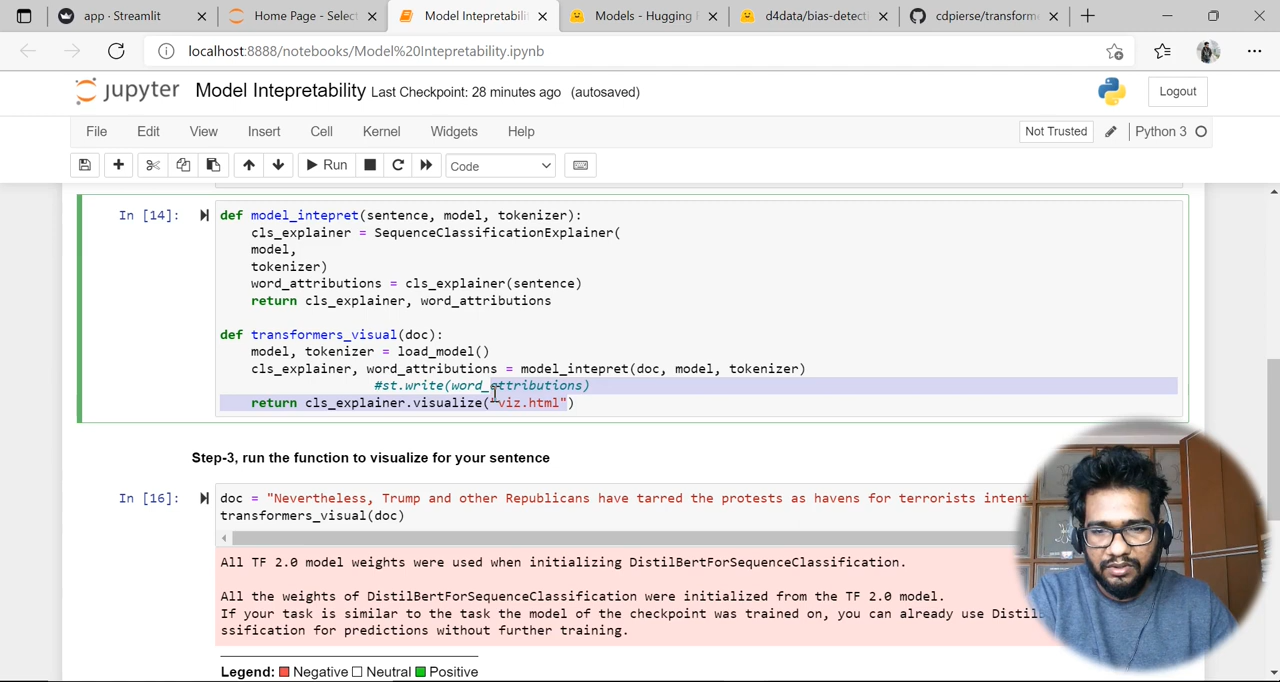 app · Streamlit
Home Page - Select
Model Intepretabili
Models - Hugging F
d4data/bias-detecti
cdpierse/transforme
localhost:8888/notebooks/Model%20Intepretability.ipynb
jupyter Model Intepretability Last Checkpoint: 28 minutes ago (autosaved)
Logout
File Edit View Insert Cell Kernel Widgets Help
Not Trusted
Python 3
Run
Code
In [14]:
def model_intepret(sentence, model, tokenizer):
cls_explainer = SequenceClassificationExplainer(
model,
tokenizer)
word_attributions = cls_explainer(sentence)
return cls_explainer, word_attributions
def transformers_visual(doc):
model, tokenizer = load_model()
cls_explainer, word_attributions = model_intepret(doc, model, tokenizer)
#st.write(word_attributions)
return cls_explainer.visualize("viz.html")
Step-3, run the function to visualize for your sentence
In [16]:
doc = "Nevertheless, Trump and other Republicans have tarred the protests as havens for terrorists intent
transformers_visual(doc)
All TF 2.0 model weights were used when initializing DistilBertForSequenceClassification.
All the weights of DistilBertForSequenceClassification were initialized from the TF 2.0 model.
If your task is similar to the task the model of the checkpoint was trained on, you can already use Distil
ssification for predictions without further training.
Legend: Negative Neutral Positive